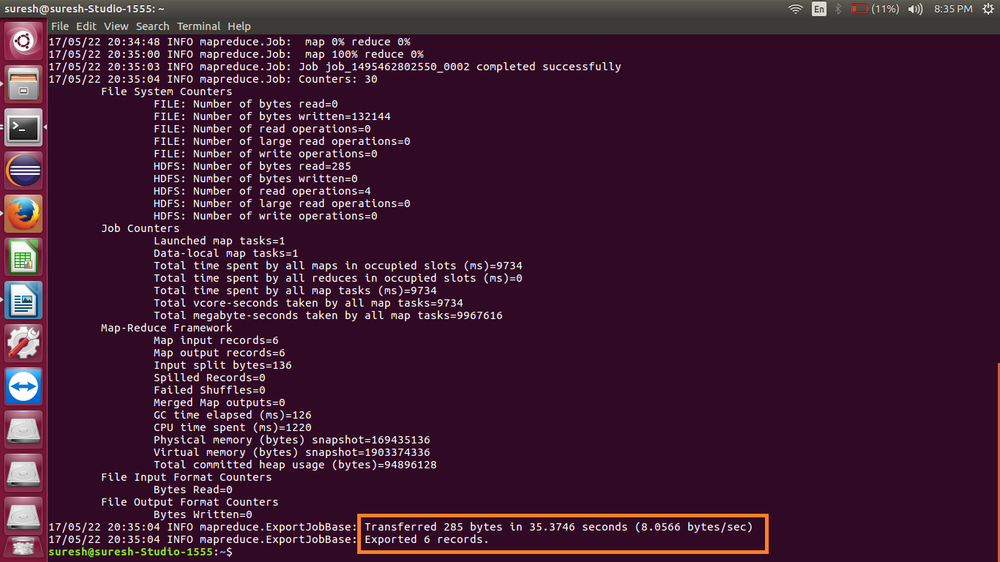 suresh@suresh-Studio-1555: ~
En
(11%)
8:35 PM
File Edit View Search Terminal Help
17/05/22 20:34:48 INFO mapreduce.Job:  map 0% reduce 0%
17/05/22 20:35:00 INFO mapreduce.Job:  map 100% reduce 0%
17/05/22 20:35:03 INFO mapreduce.Job: Job job_1495462802550_0002 completed successfully
17/05/22 20:35:04 INFO mapreduce.Job: Counters: 30
File System Counters
FILE: Number of bytes read=0
FILE: Number of bytes written=132144
FILE: Number of read operations=0
FILE: Number of large read operations=0
FILE: Number of write operations=0
HDFS: Number of bytes read=285
HDFS: Number of bytes written=0
HDFS: Number of read operations=4
HDFS: Number of large read operations=0
HDFS: Number of write operations=0
Job Counters
Launched map tasks=1
Data-local map tasks=1
Total time spent by all maps in occupied slots (ms)=9734
Total time spent by all reduces in occupied slots (ms)=0
Total time spent by all map tasks (ms)=9734
Total vcore-seconds taken by all map tasks=9734
Total megabyte-seconds taken by all map tasks=9967616
Map-Reduce Framework
Map input records=6
Map output records=6
Input split bytes=136
Spilled Records=0
Failed Shuffles=0
Merged Map outputs=0
GC time elapsed (ms)=126
CPU time spent (ms)=1220
Physical memory (bytes) snapshot=169435136
Virtual memory (bytes) snapshot=1903374336
Total committed heap usage (bytes)=94896128
File Input Format Counters
Bytes Read=0
File Output Format Counters
Bytes Written=0
17/05/22 20:35:04 INFO mapreduce.ExportJobBase: Transferred 285 bytes in 35.3746 seconds (8.0566 bytes/sec)
17/05/22 20:35:04 INFO mapreduce.ExportJobBase: Exported 6 records.
suresh@suresh-Studio-1555:~$